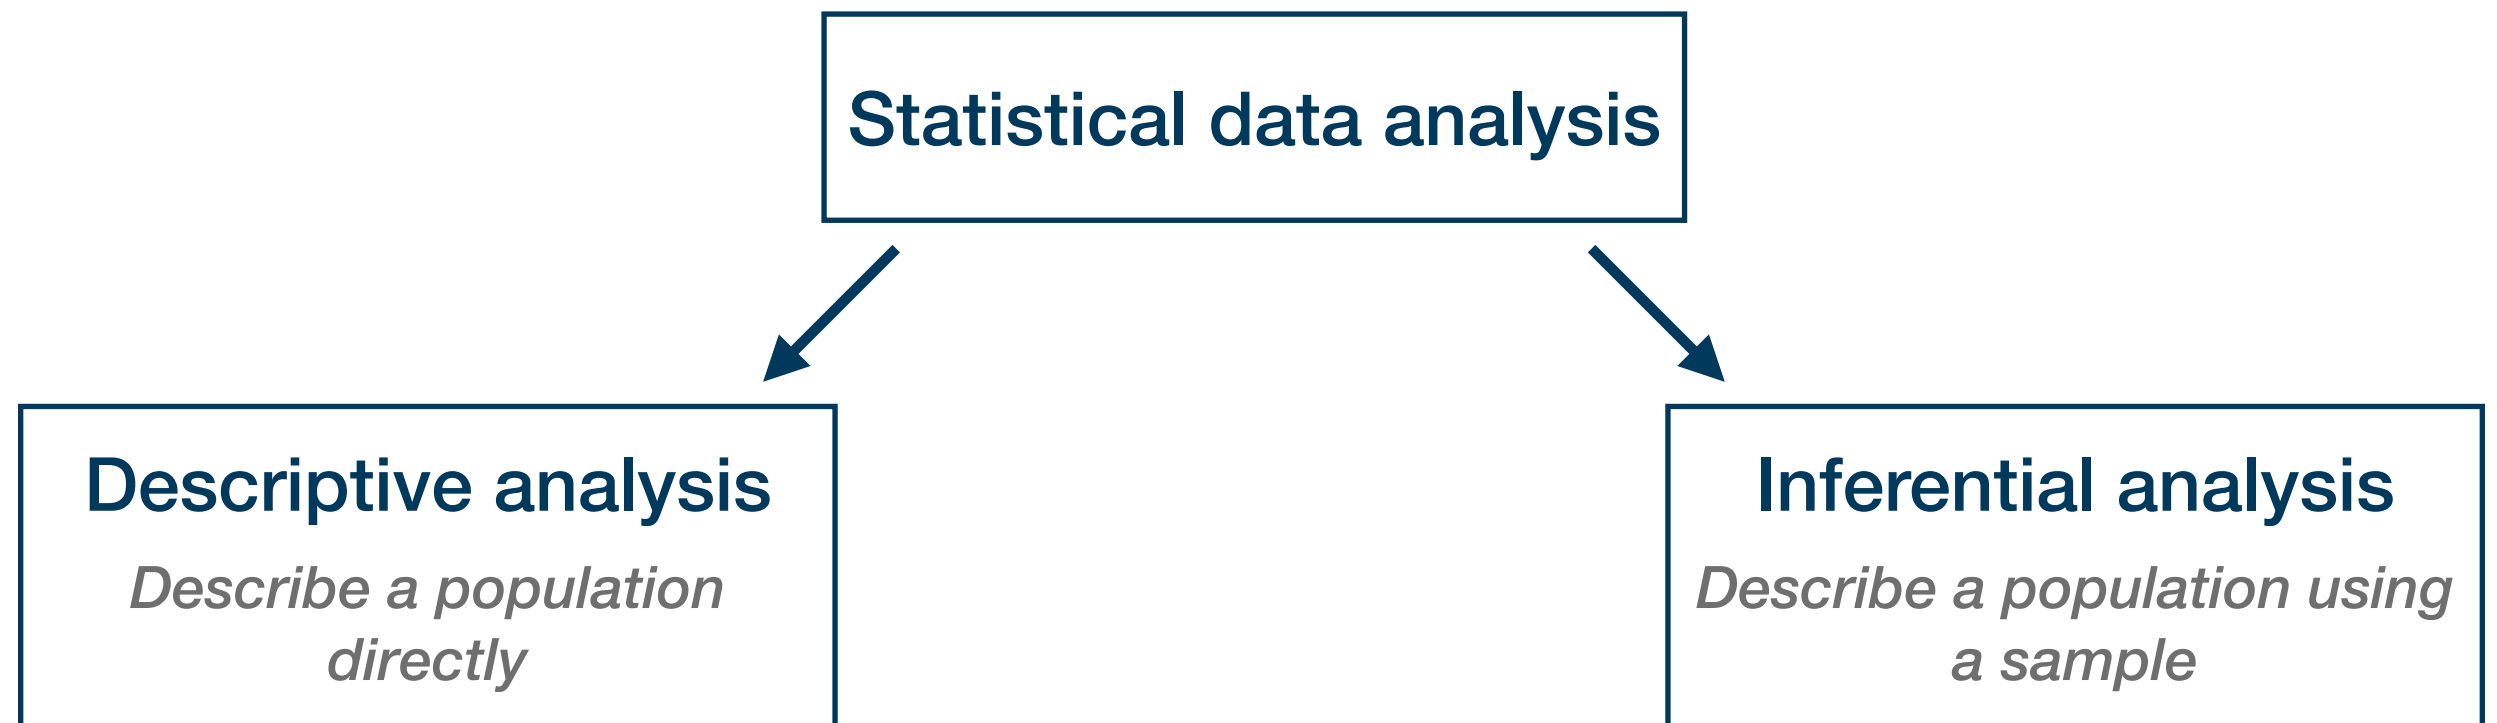 Statistical data analysis
Descriptive analysis
Describe a population
directly
Inferential analysis
Describe a population using
a sample